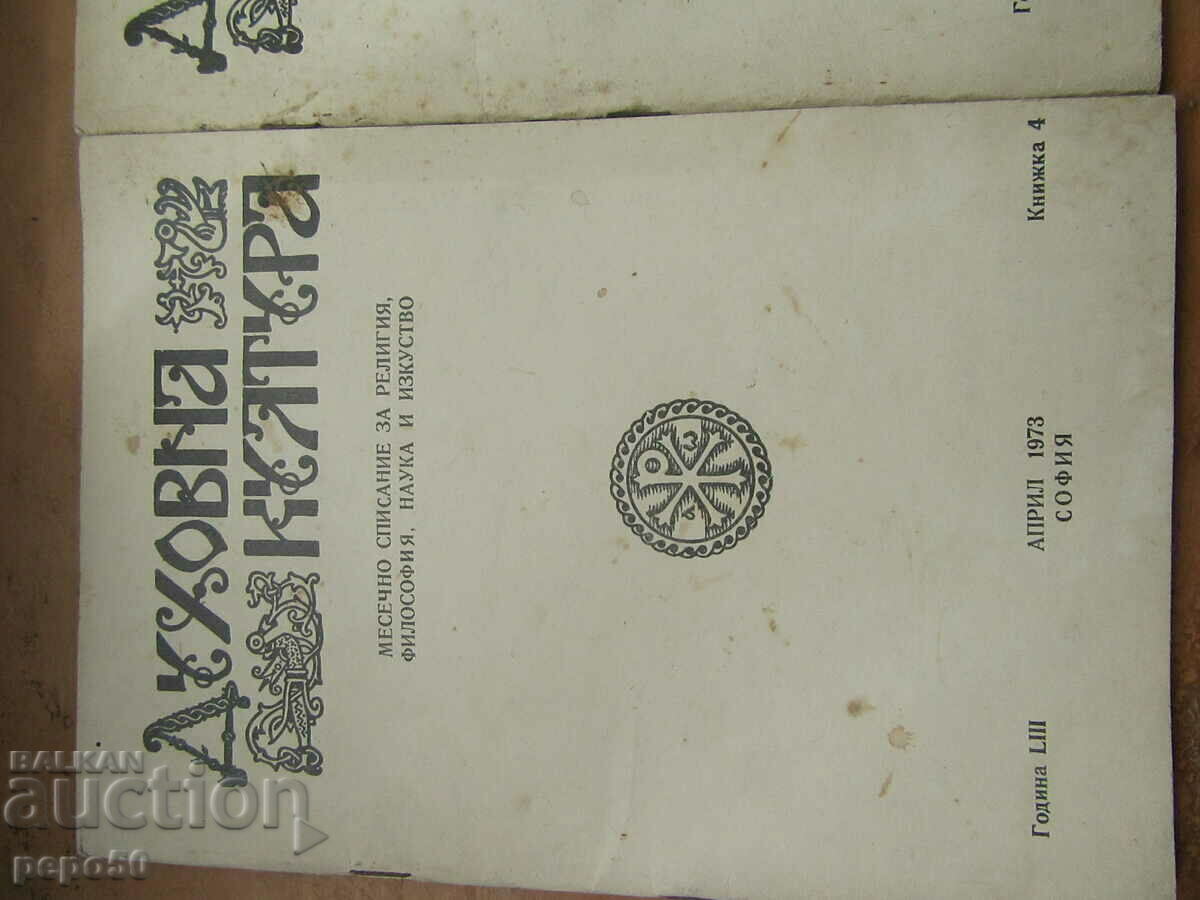 ДУХОВНА
КУЛТУРА
МЕСЕЧНО СПИСАНИЕ ЗА РЕЛИГИЯ,
ФИЛОСОФИЯ, НАУКА И ИЗКУСТВО
Година LIII
АПРИЛ 1973
СОФИЯ
Книжка 4
BALKAN
auction
pepo50